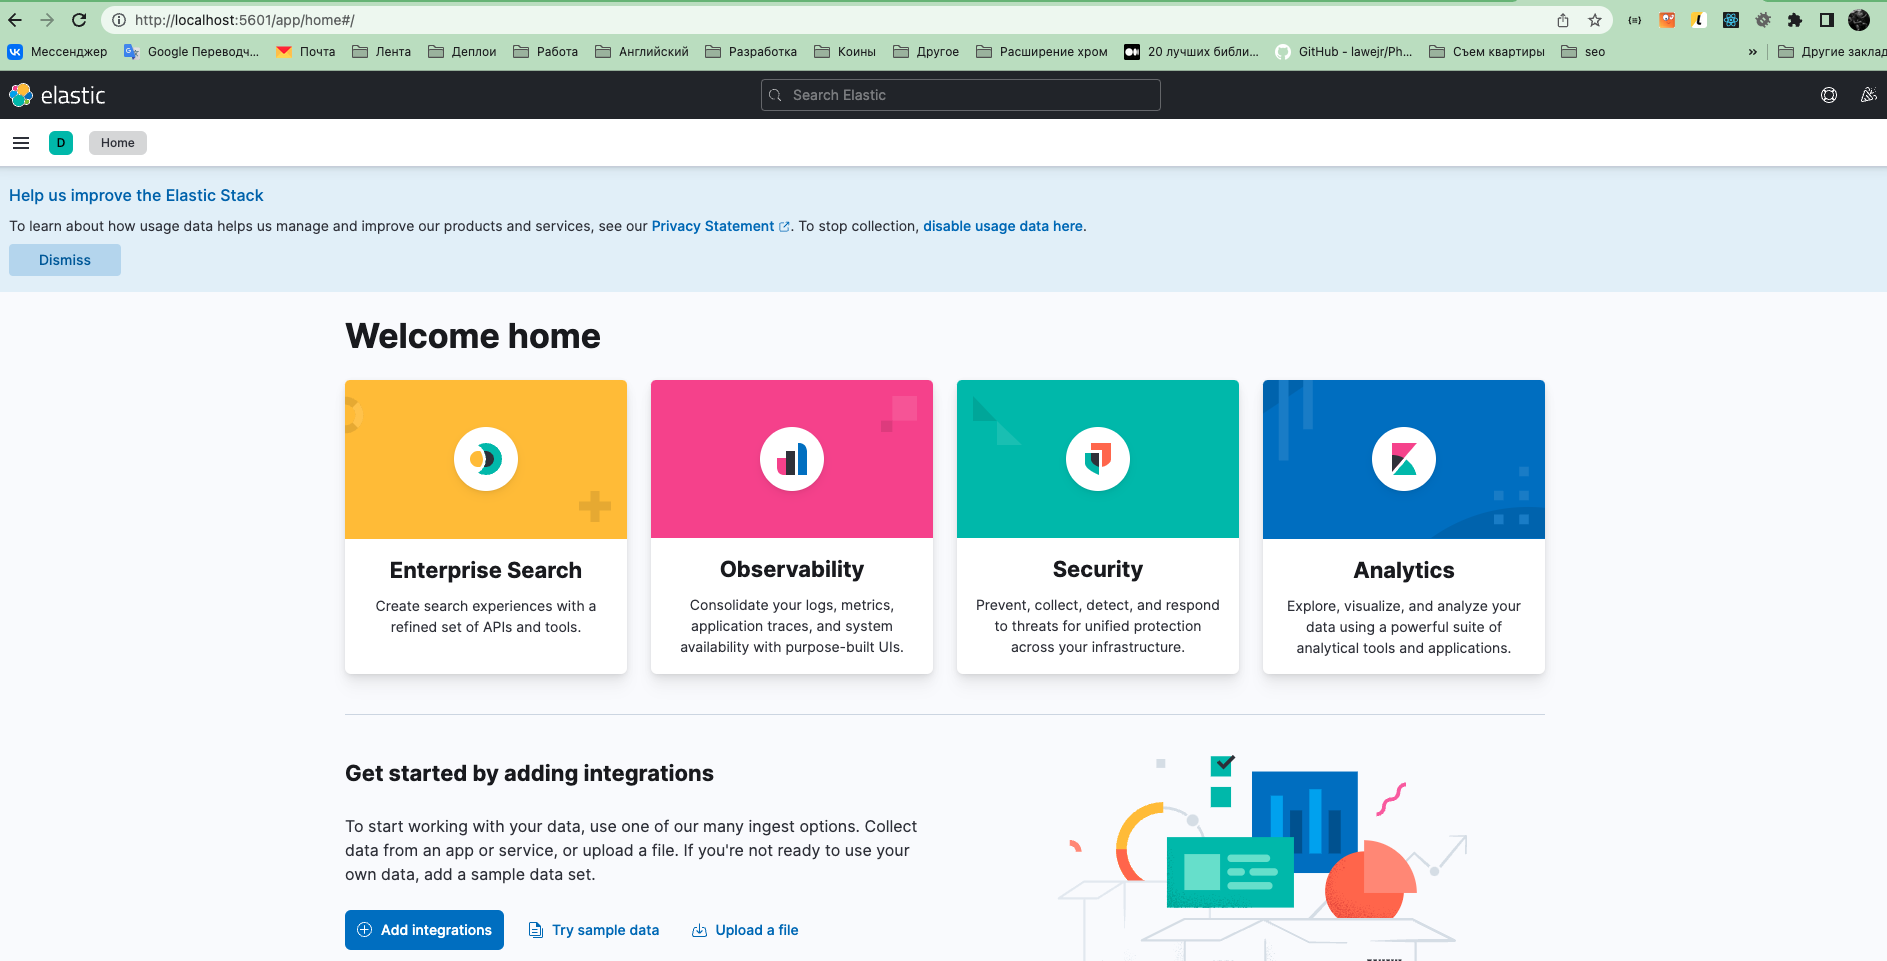 http://localhost:5601/app/home#/
Мессенджер
Google Переводч...
Почта
Лента
Деплои
Работа
Английский
Разработка
Коины
Другое
Расширение хром
20 лучших библи...
GitHub - lawejr/Ph...
Съем квартиры
seo
»
Другие заклад
elastic
Search Elastic
D
Home
Help us improve the Elastic Stack
To learn about how usage data helps us manage and improve our products and services, see our Privacy Statement. To stop collection, disable usage data here.
Dismiss
Welcome home
Enterprise Search
Create search experiences with a
refined set of APIs and tools.
Observability
Consolidate your logs, metrics,
application traces, and system
availability with purpose-built UIs.
Security
Prevent, collect, detect, and respond
to threats for unified protection
across your infrastructure.
Analytics
Explore, visualize, and analyze your
data using a powerful suite of
analytical tools and applications.
Get started by adding integrations
To start working with your data, use one of our many ingest options. Collect
data from an app or service, or upload a file. If you're not ready to use your
own data, add a sample data set.
Add integrations
Try sample data
Upload a file